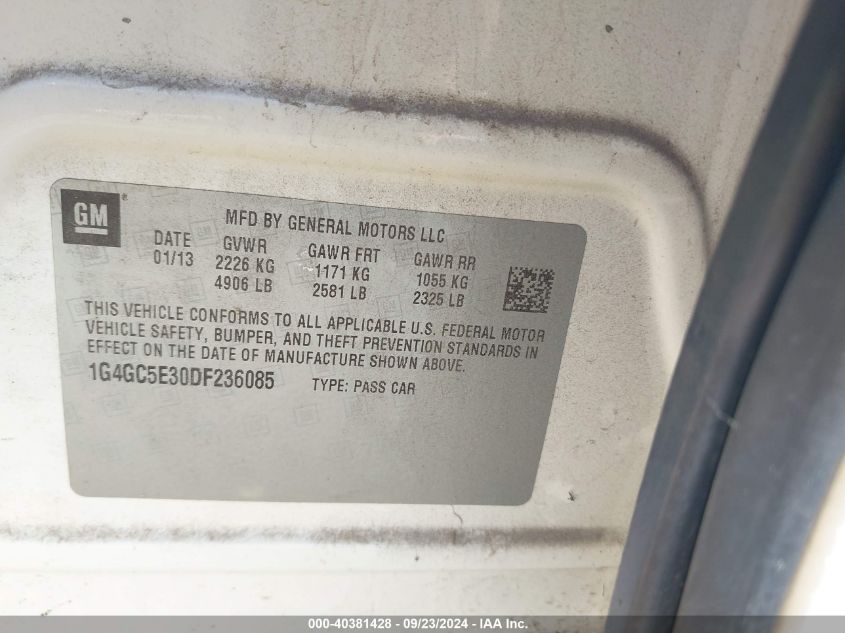 GM ®
MFD BY GENERAL MOTORS LLC
DATE GVWR GAWR FRT GAWR RR
01/13 2226 KG 1171 KG 1055 KG
4906 LB 2581 LB 2325 LB
THIS VEHICLE CONFORMS TO ALL APPLICABLE U.S. FEDERAL MOTOR
VEHICLE SAFETY, BUMPER, AND THEFT PREVENTION STANDARDS IN
EFFECT ON THE DATE OF MANUFACTURE SHOWN ABOVE.
1G4GC5E30DF236085 TYPE: PASS CAR
000-40381428 - 09/23/2024 - IAA Inc.